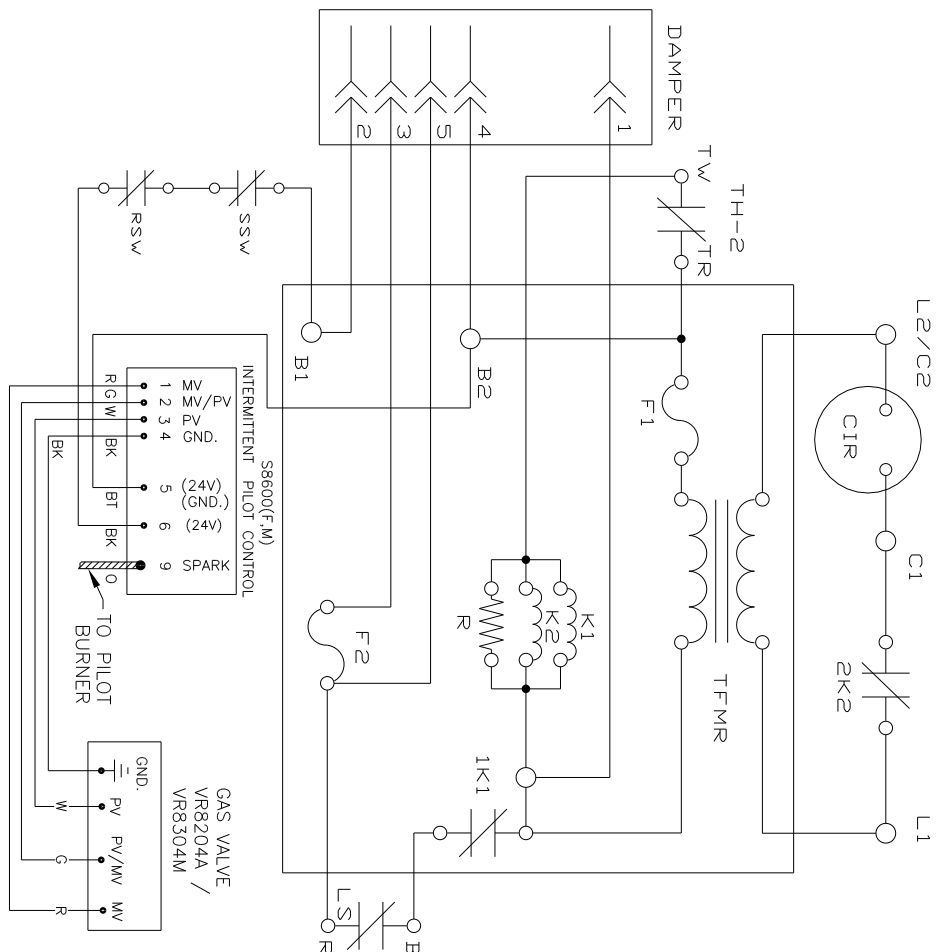 DAMPER
2
3
5
4
1
TW
TH-2
TR
L2/C2
CIR
C1
2K2
L1
RSW
SSW
B1
B2
F1
K1
K2
R
TFMR
1K1
F2
LS
R
INTERMITTENT PILOT CONTROL
S8600(F,M)
1 MV
2 MV/PV
3 PV
4 GND.
5 (24V)
(GND.)
6 (24V)
9 SPARK
R
G
W
BK
BK
BT
BK
O
TO PILOT
BURNER
GAS VALVE
VR8204A /
VR8304M
GND.
PV
PV/MV
MV
W
G
R